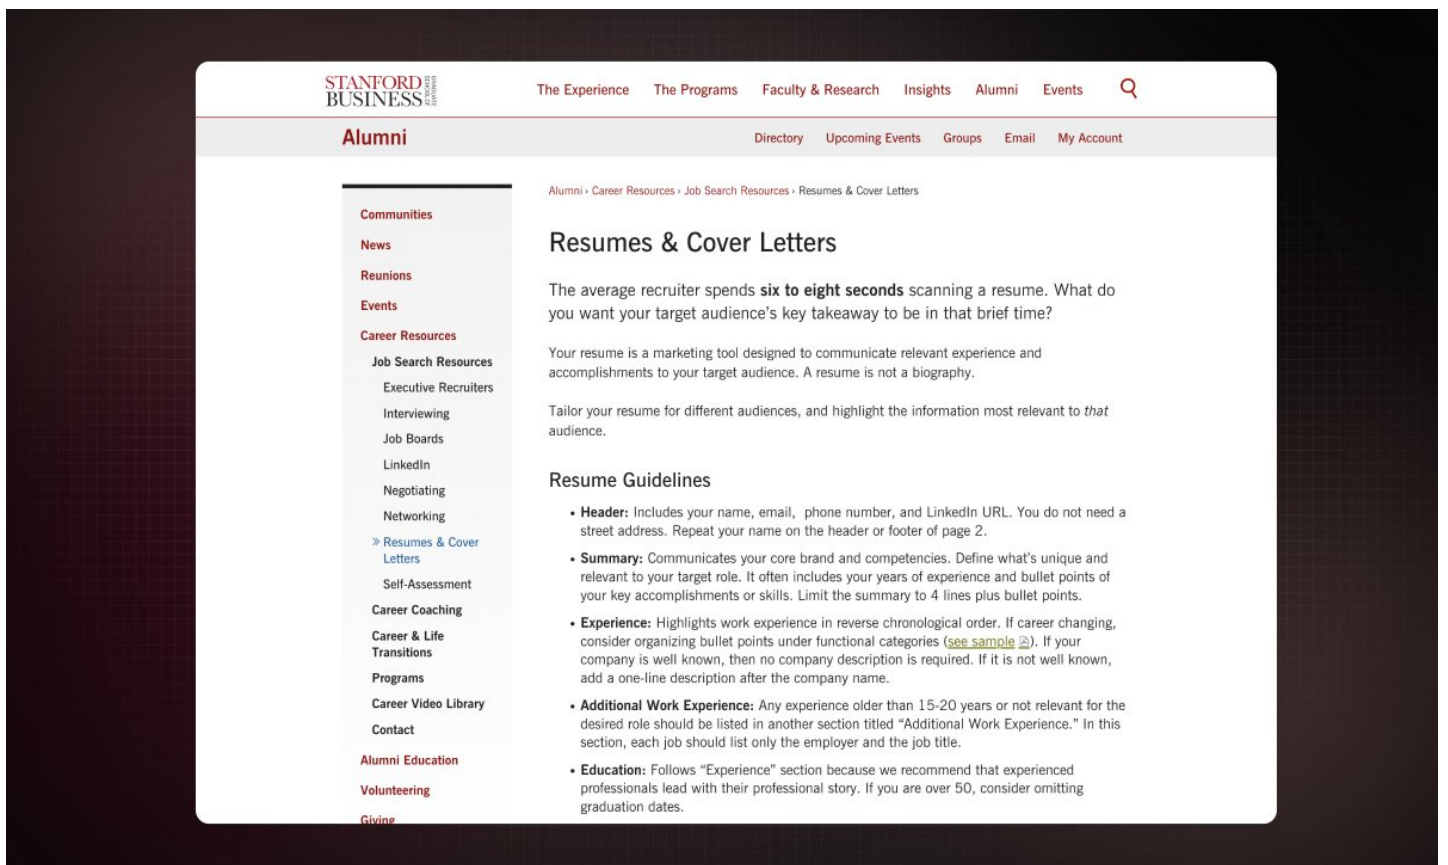 STANFORD
BUSINESS
GRADUATE
SCHOOL OF
The Experience The Programs Faculty & Research Insights Alumni Events
Alumni
Directory Upcoming Events Groups Email My Account
Communities
News
Reunions
Events
Career Resources
Job Search Resources
Executive Recruiters
Interviewing
Job Boards
LinkedIn
Negotiating
Networking
» Resumes & Cover
Letters
Self-Assessment
Career Coaching
Career & Life
Transitions
Programs
Career Video Library
Contact
Alumni Education
Volunteering
Giving
Alumni › Career Resources › Job Search Resources › Resumes & Cover Letters
Resumes & Cover Letters
The average recruiter spends six to eight seconds scanning a resume. What do
you want your target audience’s key takeaway to be in that brief time?
Your resume is a marketing tool designed to communicate relevant experience and
accomplishments to your target audience. A resume is not a biography.
Tailor your resume for different audiences, and highlight the information most relevant to that
audience.
Resume Guidelines
• Header: Includes your name, email, phone number, and LinkedIn URL. You do not need a
street address. Repeat your name on the header or footer of page 2.
• Summary: Communicates your core brand and competencies. Define what’s unique and
relevant to your target role. It often includes your years of experience and bullet points of
your key accomplishments or skills. Limit the summary to 4 lines plus bullet points.
• Experience: Highlights work experience in reverse chronological order. If career changing,
consider organizing bullet points under functional categories (see sample). If your
company is well known, then no company description is required. If it is not well known,
add a one-line description after the company name.
• Additional Work Experience: Any experience older than 15-20 years or not relevant for the
desired role should be listed in another section titled “Additional Work Experience.” In this
section, each job should list only the employer and the job title.
• Education: Follows “Experience” section because we recommend that experienced
professionals lead with their professional story. If you are over 50, consider omitting
graduation dates.